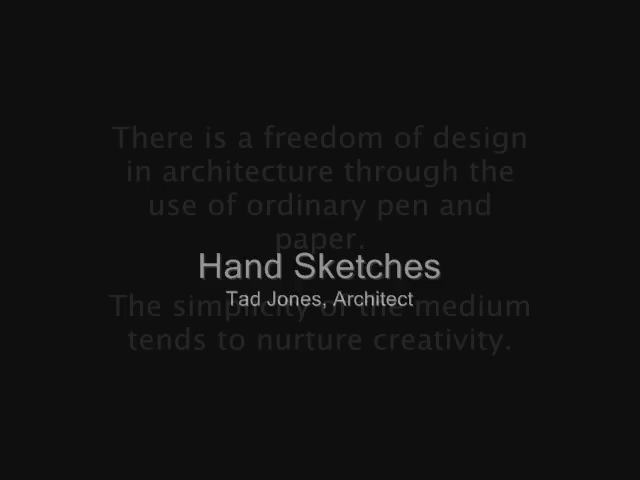 There is a freedom of design
in architecture through the
use of ordinary pen and
paper.
Hand Sketches
Tad Jones, Architect
The simplicity of the medium
tends to nurture creativity.